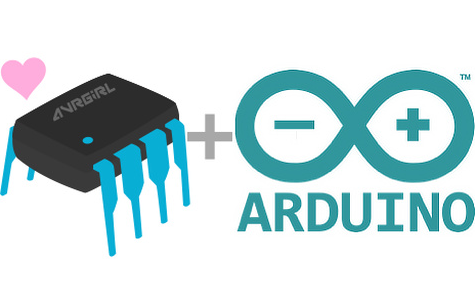 AVRGIRL
+
™
− +
ARDUINO